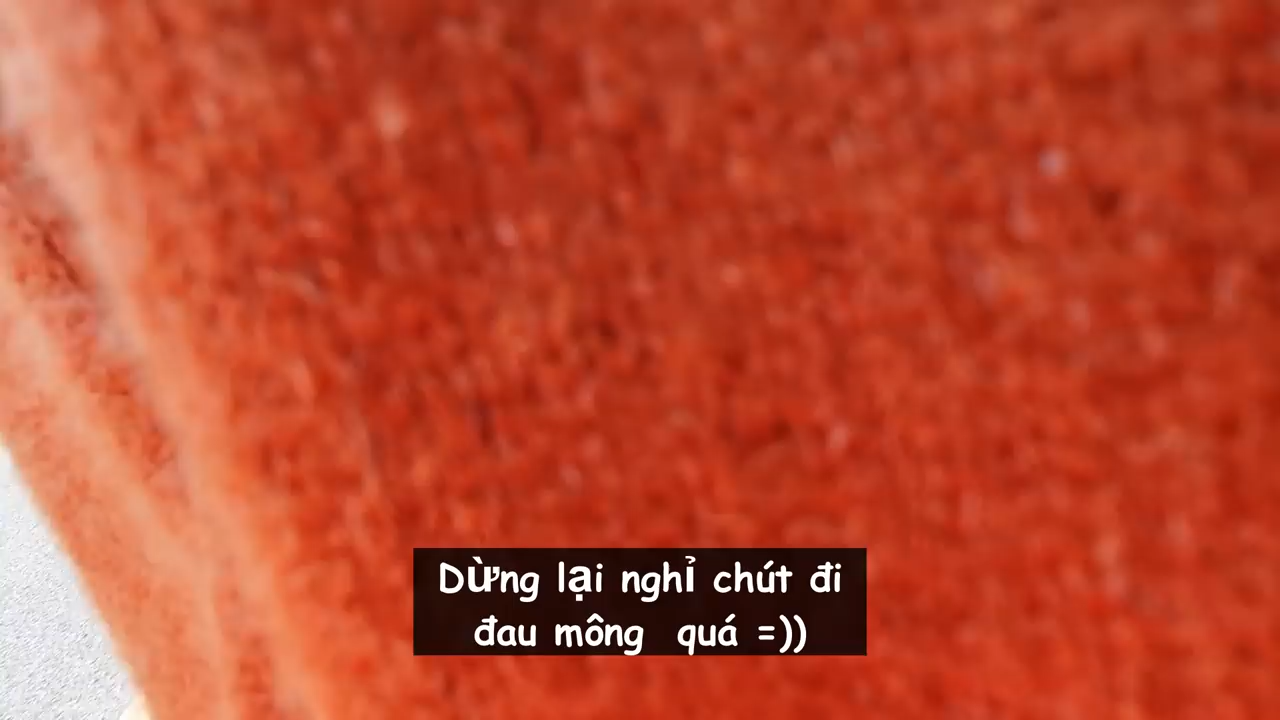 Dừng lại nghỉ chút đi
đau mông  quá =))